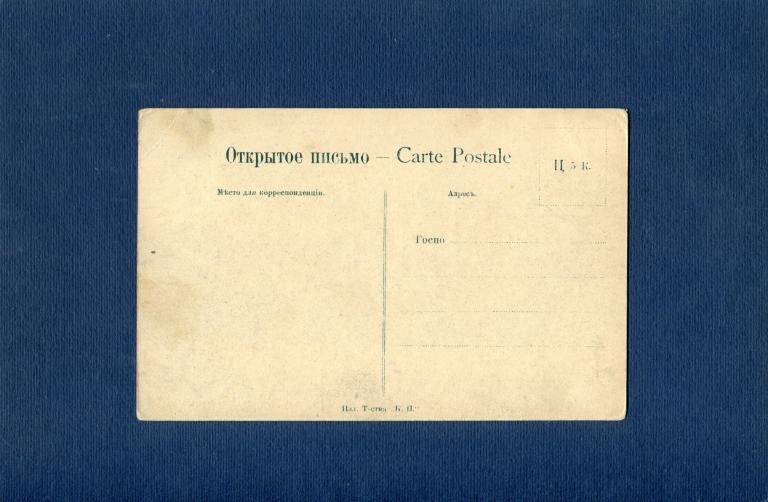 Открытое письмо — Carte Postale
Ц 5 К.
Мѣсто для корреспонденціи.
Адресъ.
Госпо
Изд. Т-ства „К. П.“